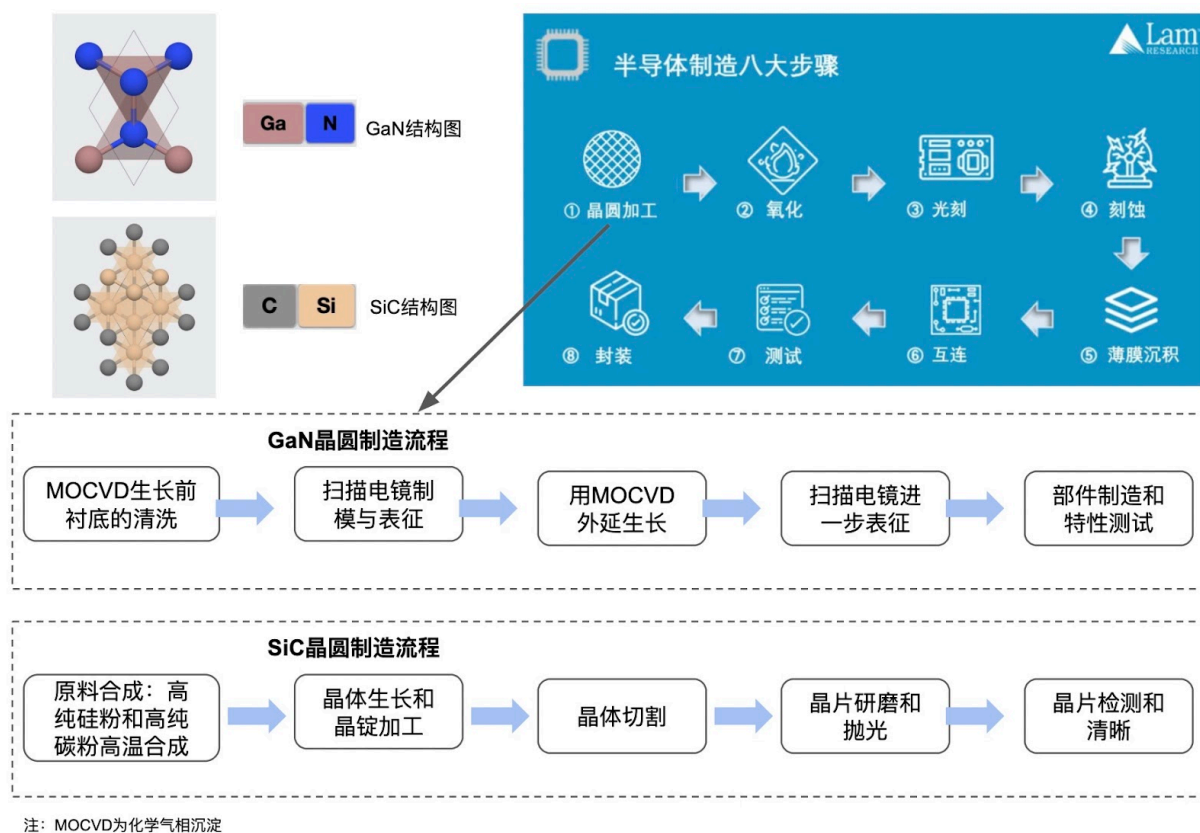 Ga N GaN结构图
C Si SiC结构图
Lam
RESEARCH
半导体制造八大步骤
① 晶圆加工
② 氧化
③ 光刻
④ 刻蚀
⑤ 薄膜沉积
⑥ 互连
⑦ 测试
⑧ 封装
GaN晶圆制造流程
MOCVD生长前
衬底的清洗
扫描电镜制
模与表征
用MOCVD
外延生长
扫描电镜进
一步表征
部件制造和
特性测试
SiC晶圆制造流程
原料合成：高
纯硅粉和高纯
碳粉高温合成
晶体生长和
晶锭加工
晶体切割
晶片研磨和
抛光
晶片检测和
清晰
注：MOCVD为化学气相沉淀